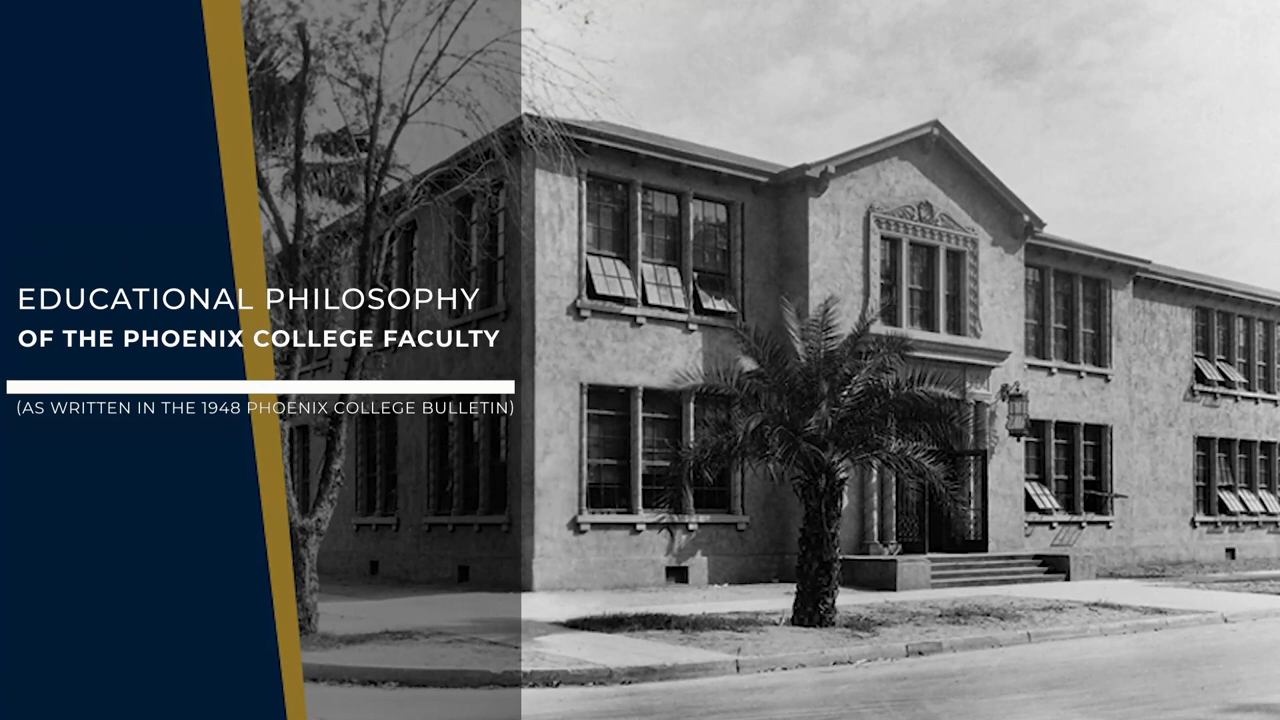 EDUCATIONAL PHILOSOPHY
OF THE PHOENIX COLLEGE FACULTY
(AS WRITTEN IN THE 1948 PHOENIX COLLEGE BULLETIN)